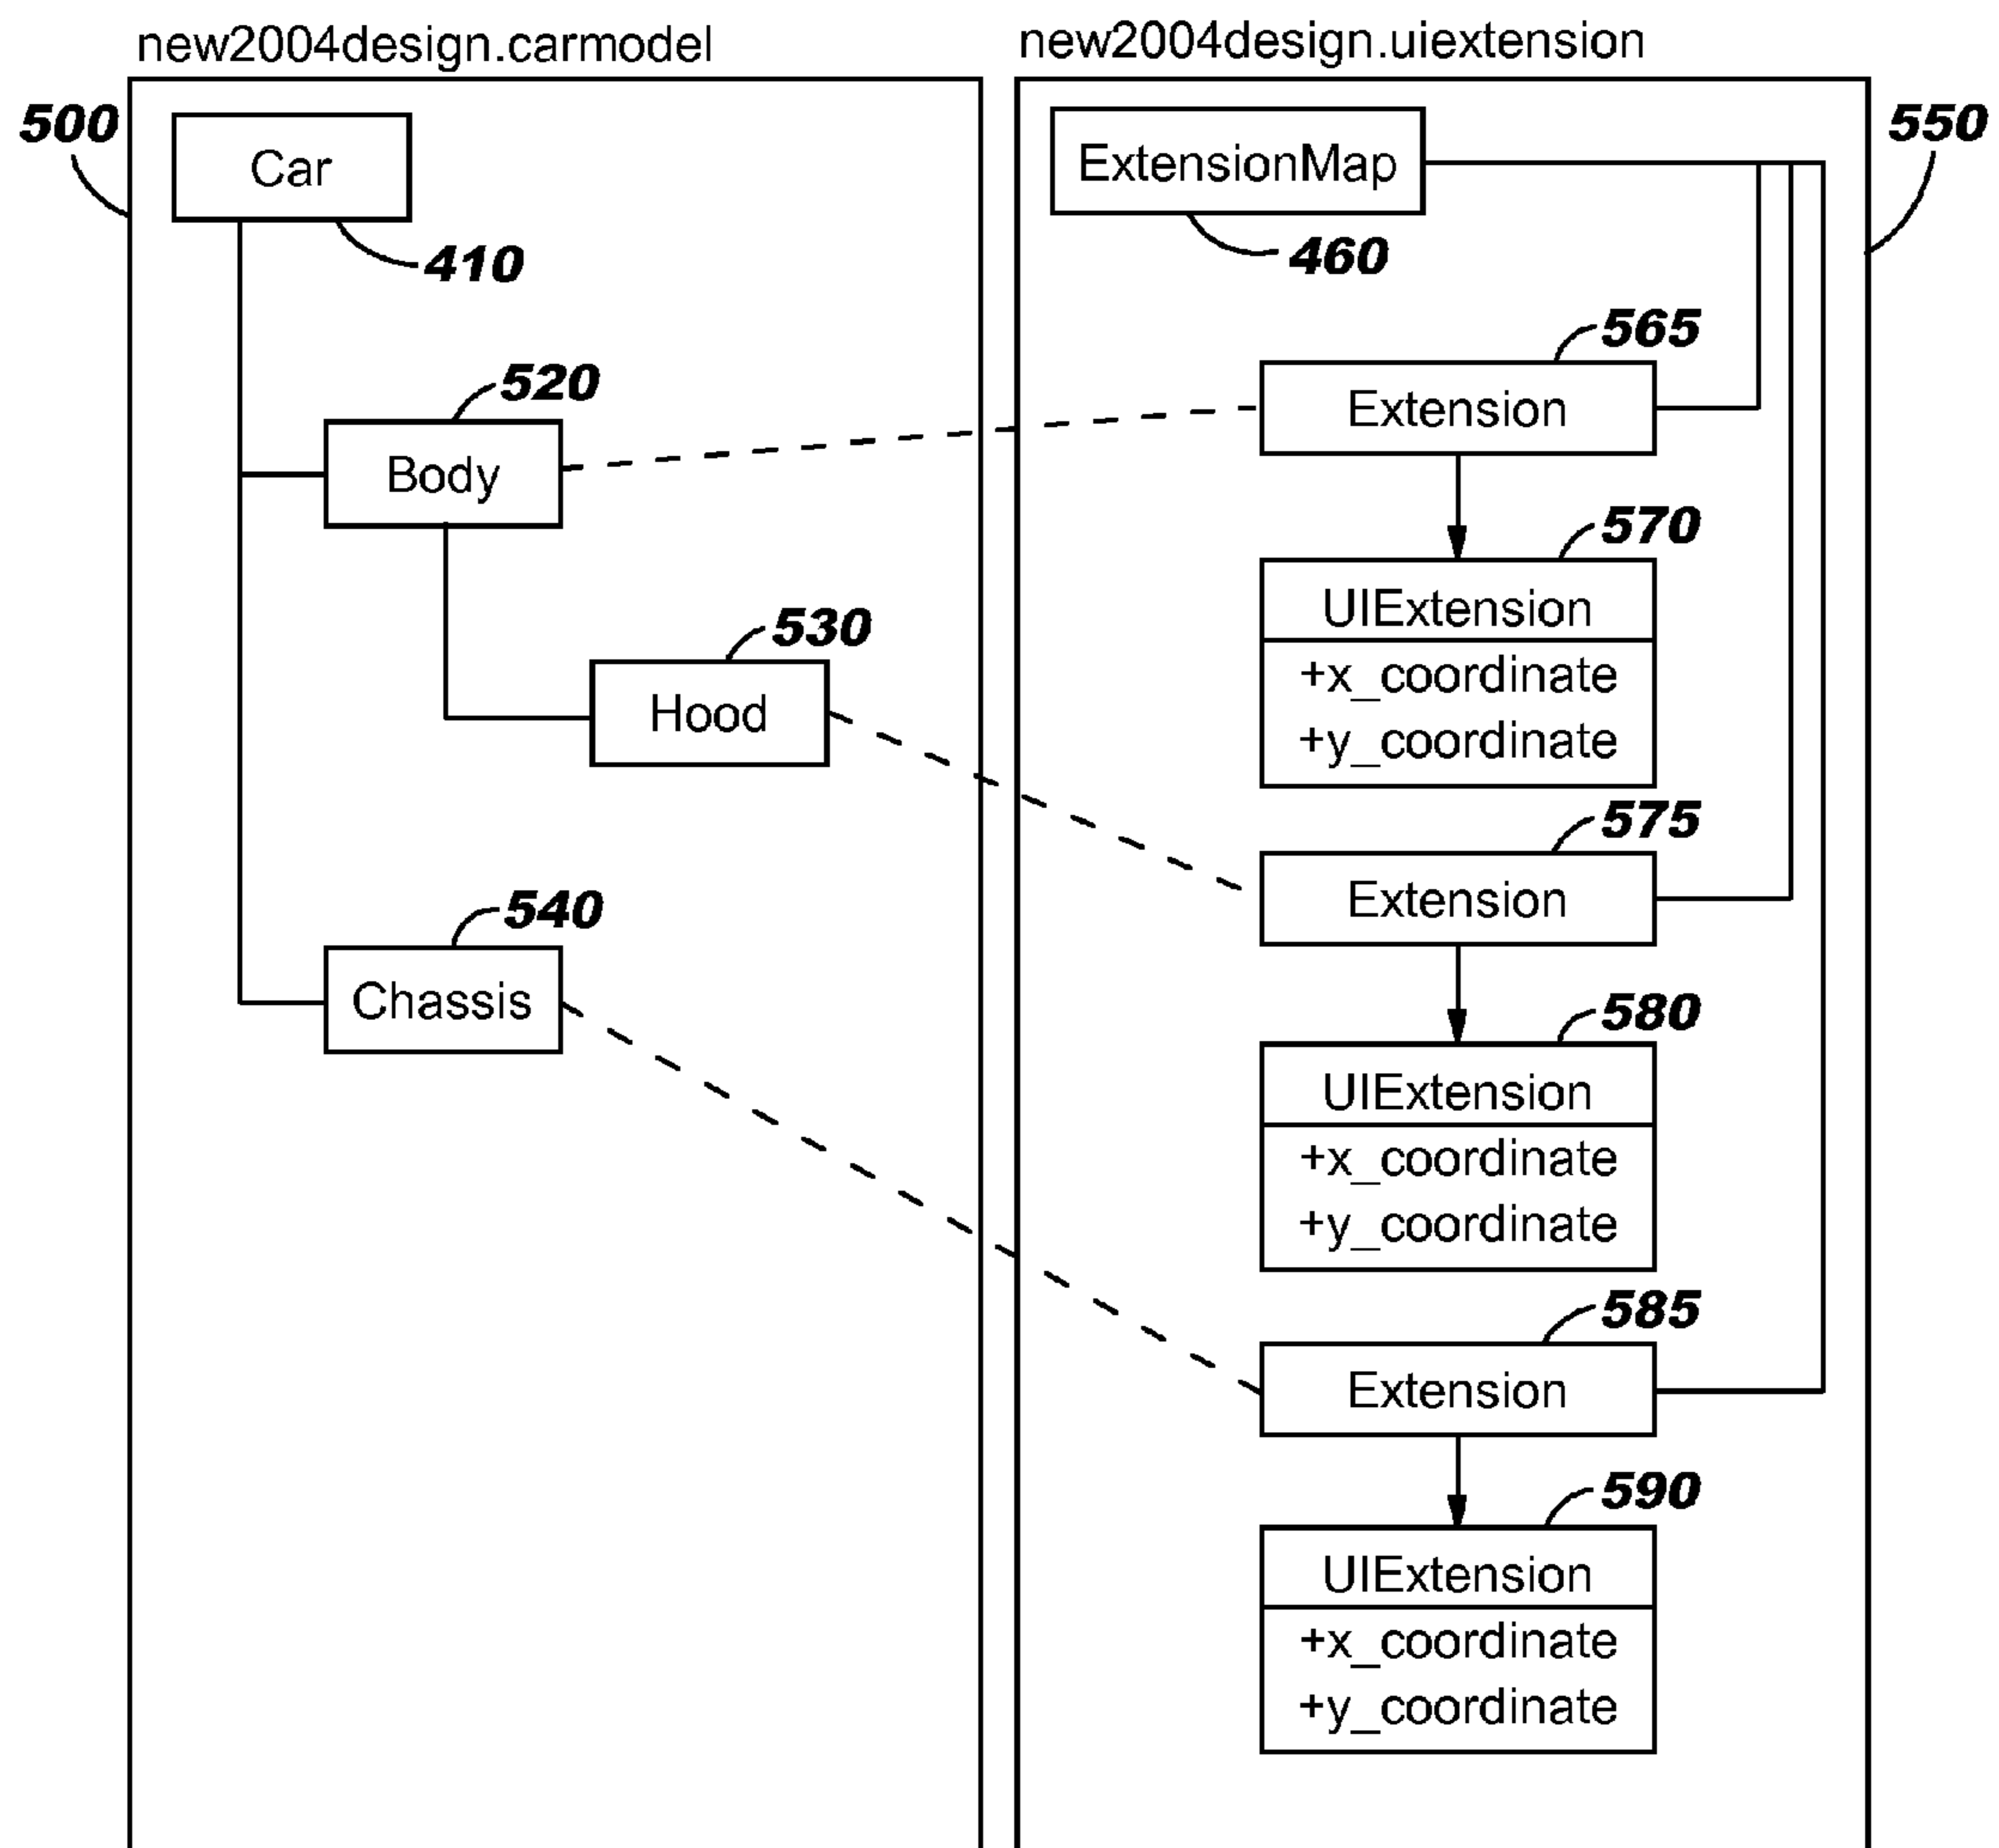 new2004design.carmodel
500
Car
410
520
Body
530
Hood
540
Chassis
new2004design.uiextension
550
ExtensionMap
460
565
Extension
570
UIExtension
+x_coordinate
+y_coordinate
575
Extension
580
UIExtension
+x_coordinate
+y_coordinate
585
Extension
590
UIExtension
+x_coordinate
+y_coordinate